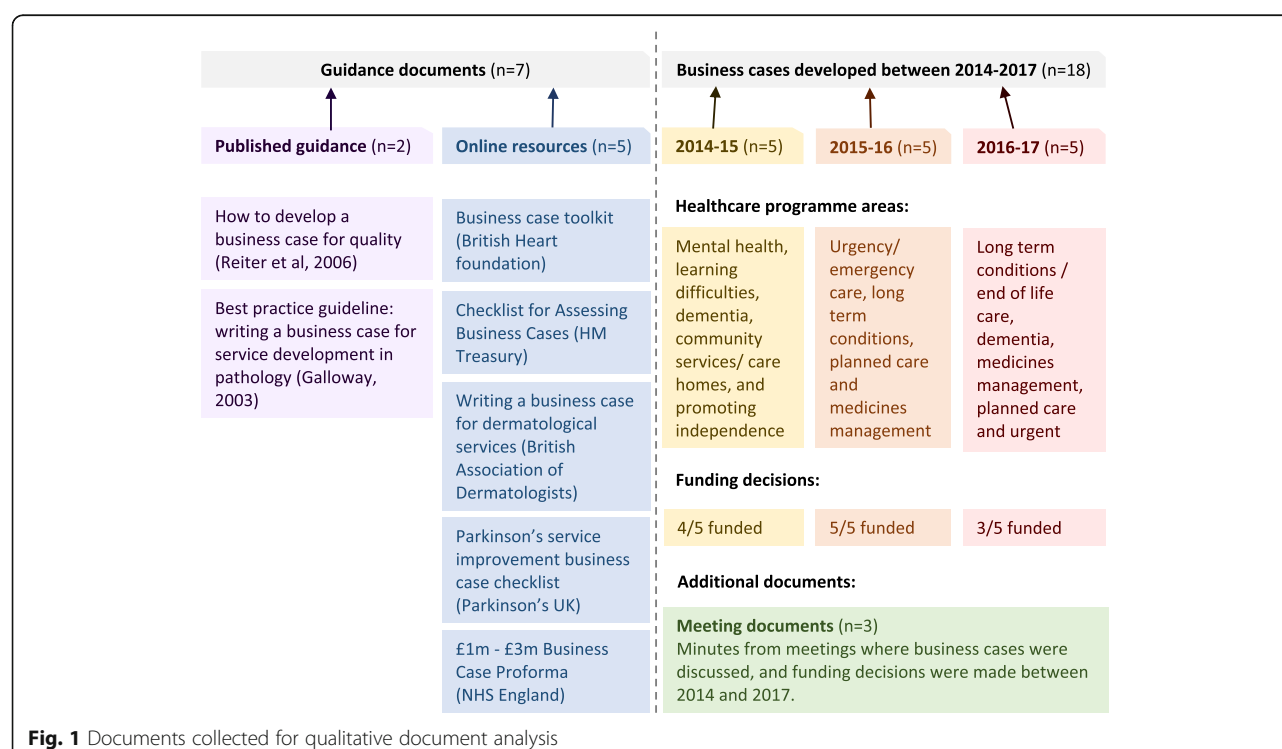 Guidance documents (n=7)
Published guidance (n=2)
How to develop a
business case for quality
(Reiter et al, 2006)
Best practice guideline:
writing a business case for
service development in
pathology (Galloway,
2003)
Online resources (n=5)
Business case toolkit
(British Heart
foundation)
Checklist for Assessing
Business Cases (HM
Treasury)
Writing a business case
for dermatological
services (British
Association of
Dermatologists)
Parkinson’s service
improvement business
case checklist
(Parkinson’s UK)
£1m - £3m Business
Case Proforma
(NHS England)
Business cases developed between 2014-2017 (n=18)
2014-15 (n=5)
2015-16 (n=5)
2016-17 (n=5)
Healthcare programme areas:
Mental health,
learning
difficulties,
dementia,
community
services/ care
homes, and
promoting
independence
Urgency/
emergency
care, long
term
conditions,
planned care
and
medicines
management
Long term
conditions /
end of life
care,
dementia,
medicines
management,
planned care
and urgent
Funding decisions:
4/5 funded
5/5 funded
3/5 funded
Additional documents:
Meeting documents (n=3)
Minutes from meetings where business cases were
discussed, and funding decisions were made between
2014 and 2017.
Fig. 1 Documents collected for qualitative document analysis